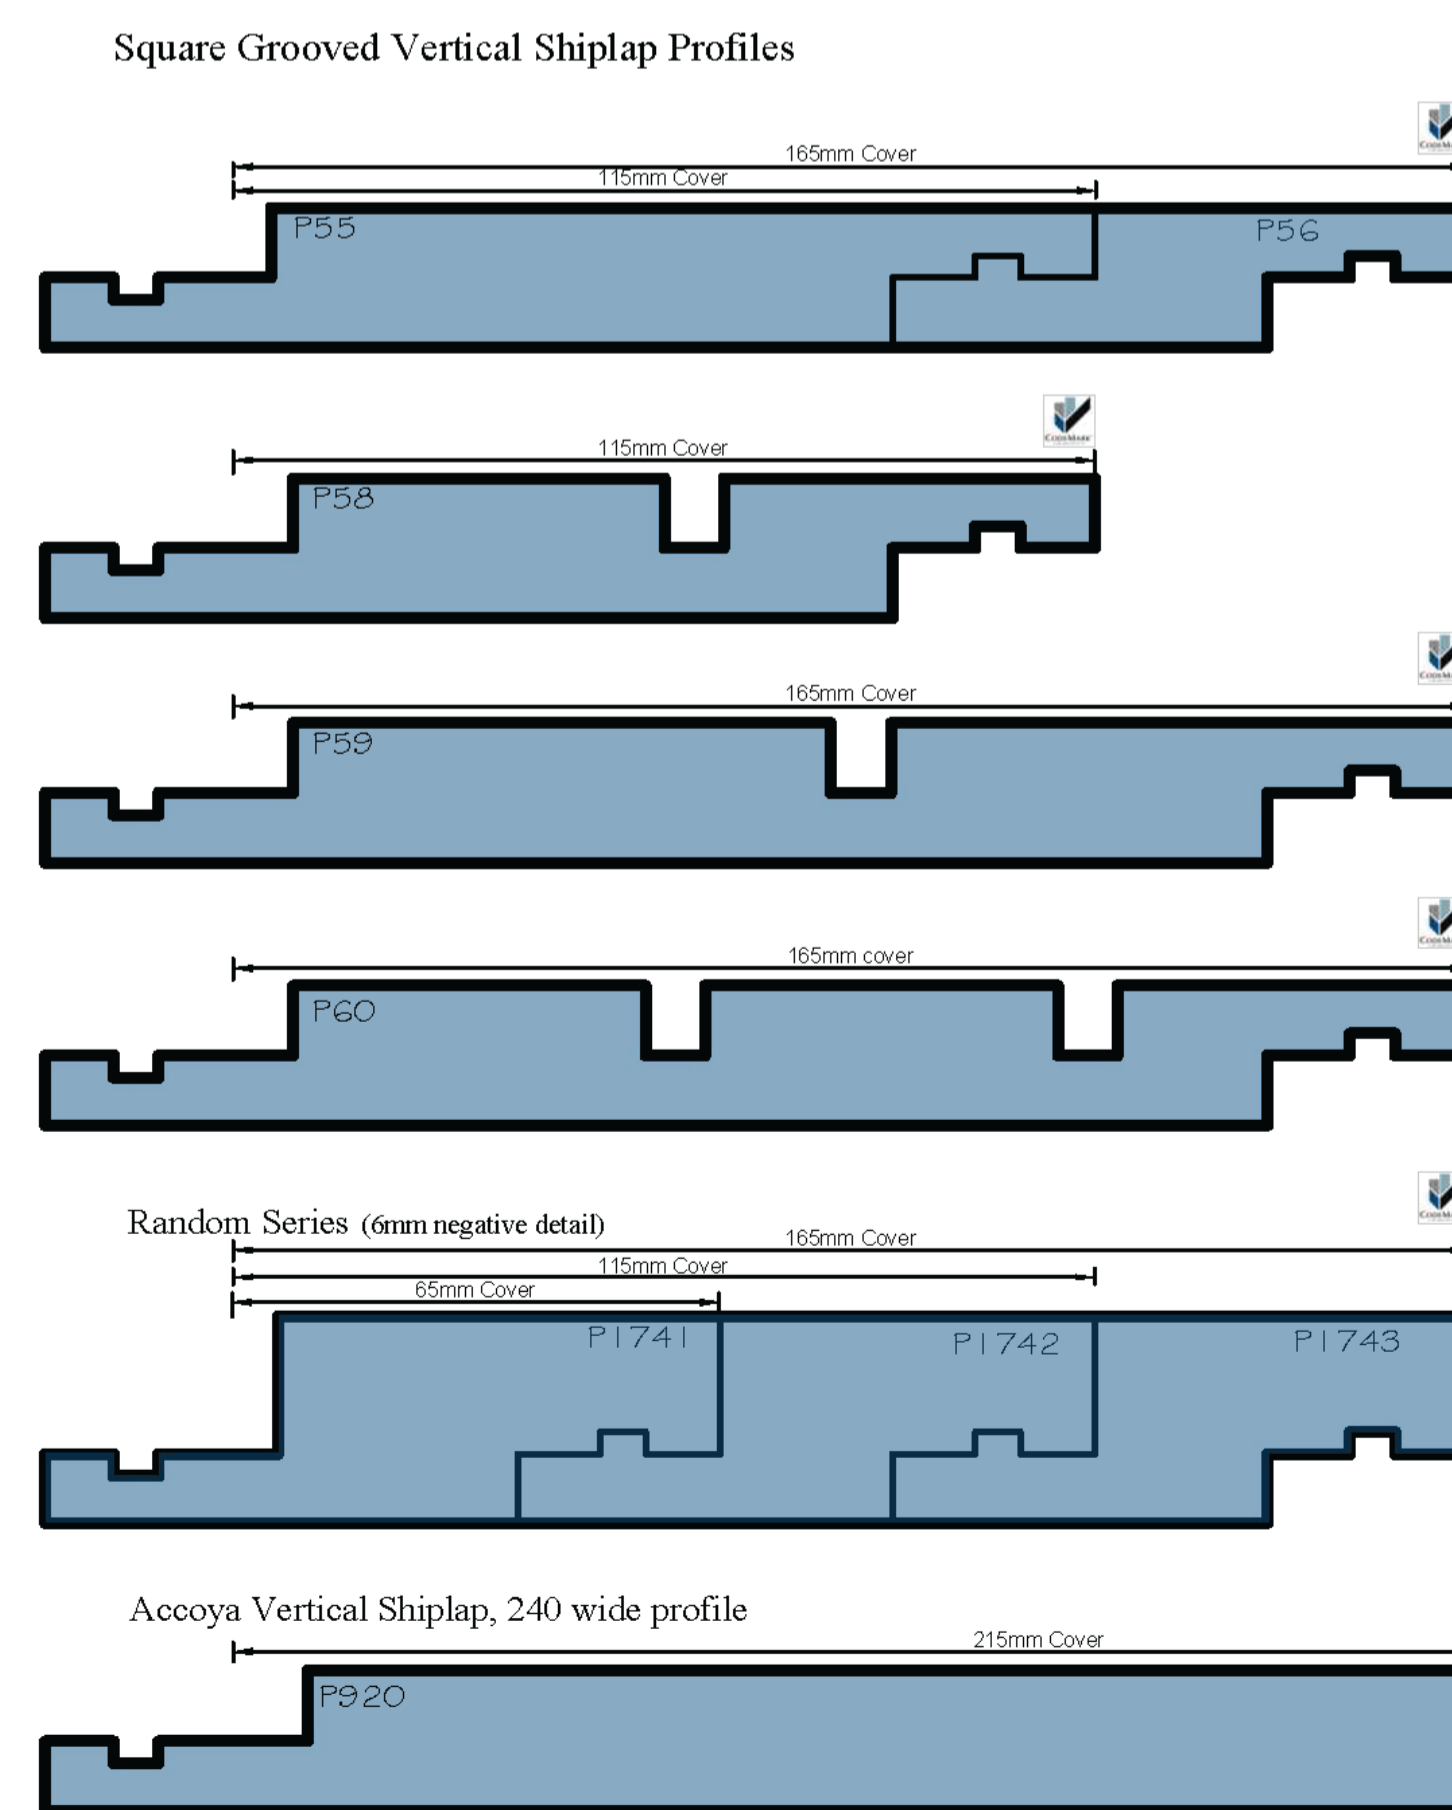 Square Grooved Vertical Shiplap Profiles
165mm Cover
115mm Cover
P55
P56
115mm Cover
CODEMARK
P58
165mm Cover
P59
165mm cover
P60
Random Series (6mm negative detail)
165mm Cover
115mm Cover
65mm Cover
P1741
P1742
P1743
Accoya Vertical Shiplap, 240 wide profile
215mm Cover
P920